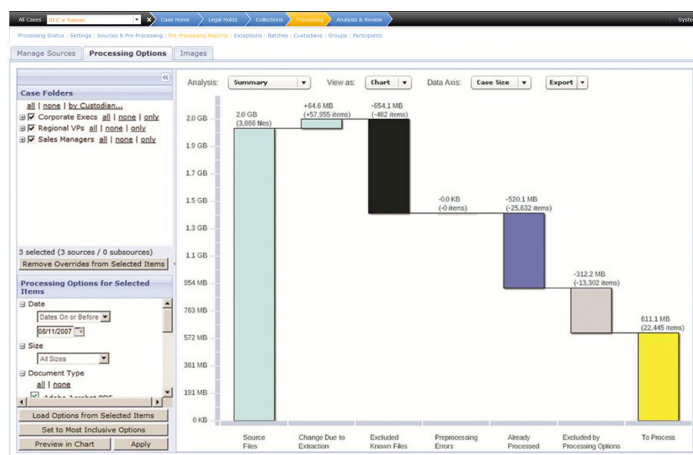 All Cases
Case Home
Legal Holds
Collections
Processing
Analysis & Review
Syste
Processing Status | Settings | Sources & Pre-Processing | Pre-Processing Reports | Exceptions | Batches | Custodians | Groups | Participants
Manage Sources
Processing Options
Images
Case Folders
all | none | by Custodian...
Corporate Execs all | none | only
Regional VPs all | none | only
Sales Managers all | none | only
3 selected (3 sources / 0 subsources)
Remove Overrides from Selected Items
Processing Options for Selected
Items
Date
Dates On or Before
08/11/2007
Size
All Sizes
Document Type
all | none
Adobe Acrobat PDF
Load Options from Selected Items
Set to Most Inclusive Options
Preview in Chart
Apply
Analysis:
Summary
View as:
Chart
Data Axis:
Case Size
Export
2.0 GB
1.9 GB
1.7 GB
1.5 GB
1.3 GB
1.1 GB
954 MB
763 MB
572 MB
381 MB
191 MB
0 KB
2.0 GB
(3,886 files)
+64.6 MB
(+57,955 items)
-654.1 MB
(-462 items)
-0.0 KB
(-0 items)
-520.1 MB
(-25,632 items)
-312.2 MB
(-13,302 items)
611.1 MB
(22,445 items)
Source
Files
Change Due to
Extraction
Excluded
Known Files
Preprocessing
Errors
Already
Processed
Excluded by
Processing Options
To Process